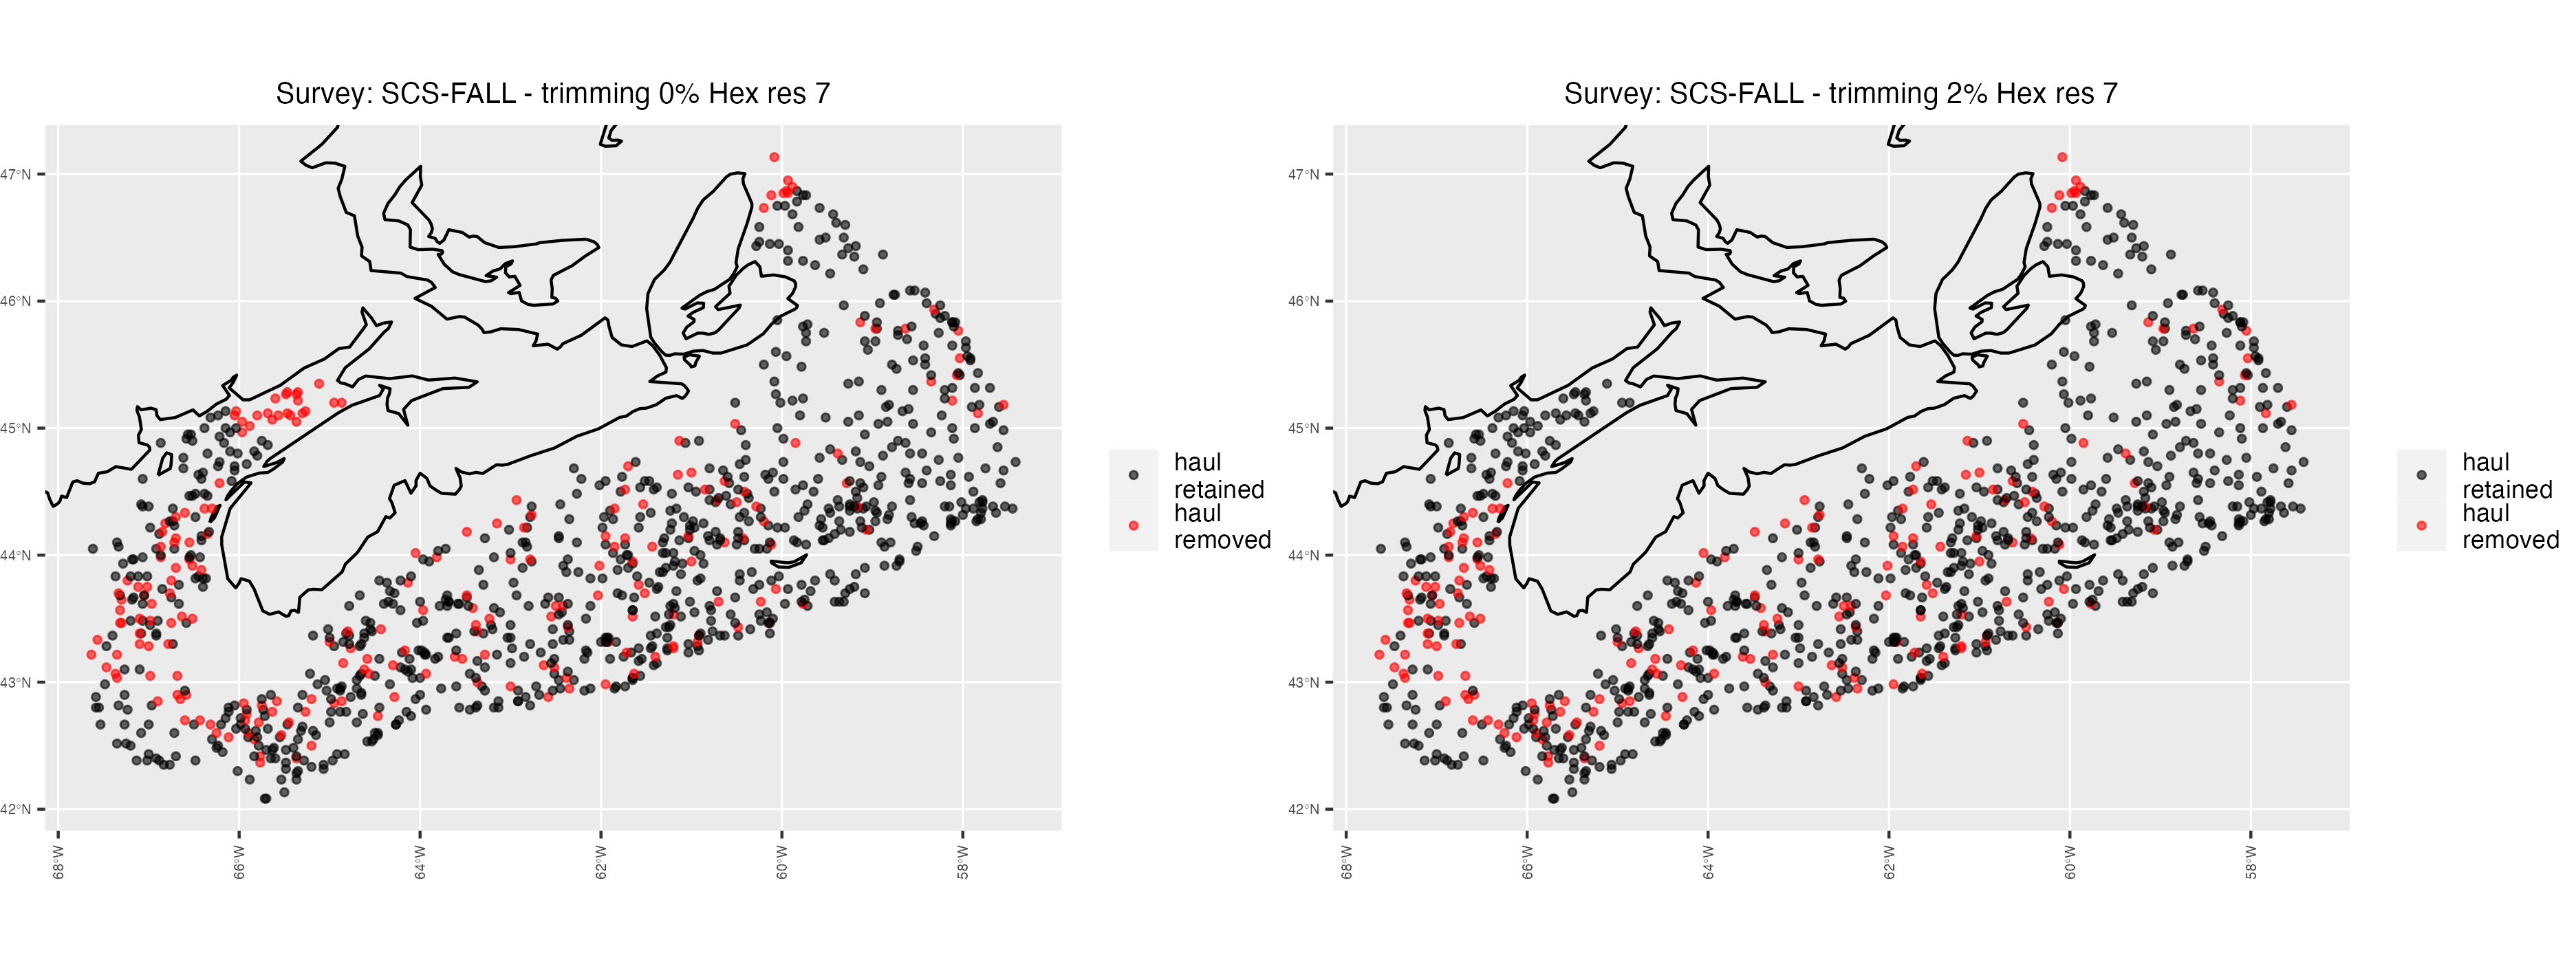 Survey: SCS-FALL - trimming 0% Hex res 7
47°N
46°N
45°N
44°N
43°N
42°N
68°W
66°W
64°W
62°W
60°W
58°W
haul
retained
haul
removed
Survey: SCS-FALL - trimming 2% Hex res 7
47°N
46°N
45°N
44°N
43°N
42°N
68°W
66°W
64°W
62°W
60°W
58°W
haul
retained
haul
removed